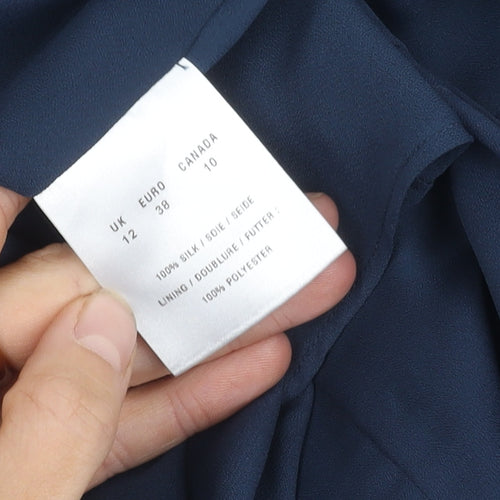 UK EURO CANADA
12 38 10
100% SILK / SOIE / SEIDE
LINING / DOUBLURE / FUTTER :
100% POLYESTER